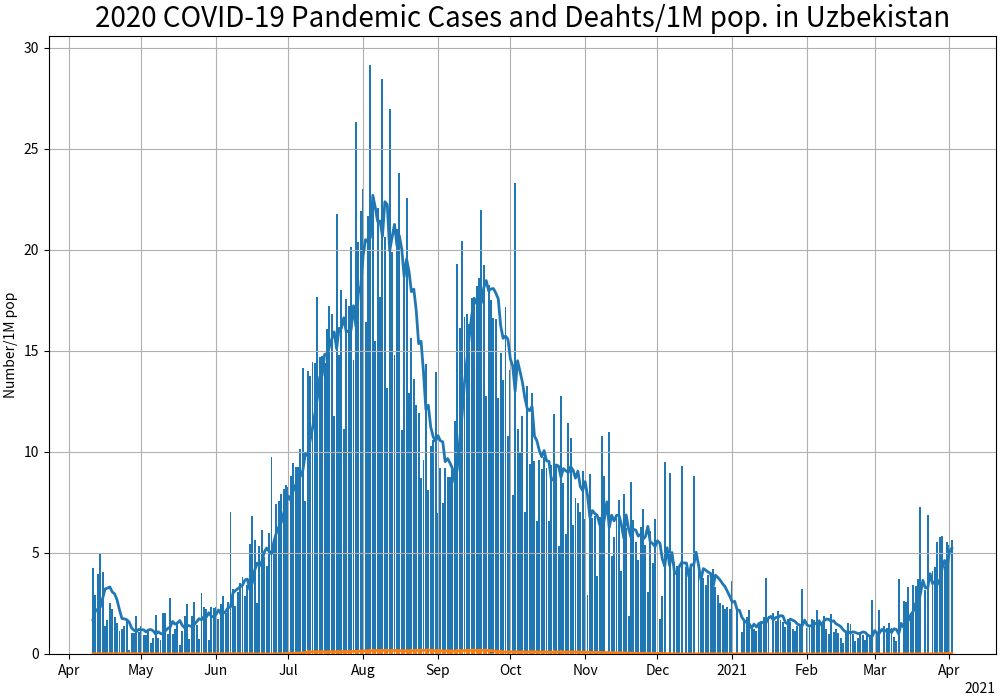 2020 COVID-19 Pandemic Cases and Deahts/1M pop. in Uzbekistan
30
25
20
15
10
5
0
Number/1M pop
Apr May Jun Jul Aug Sep Oct Nov Dec 2021 Feb Mar Apr
2021